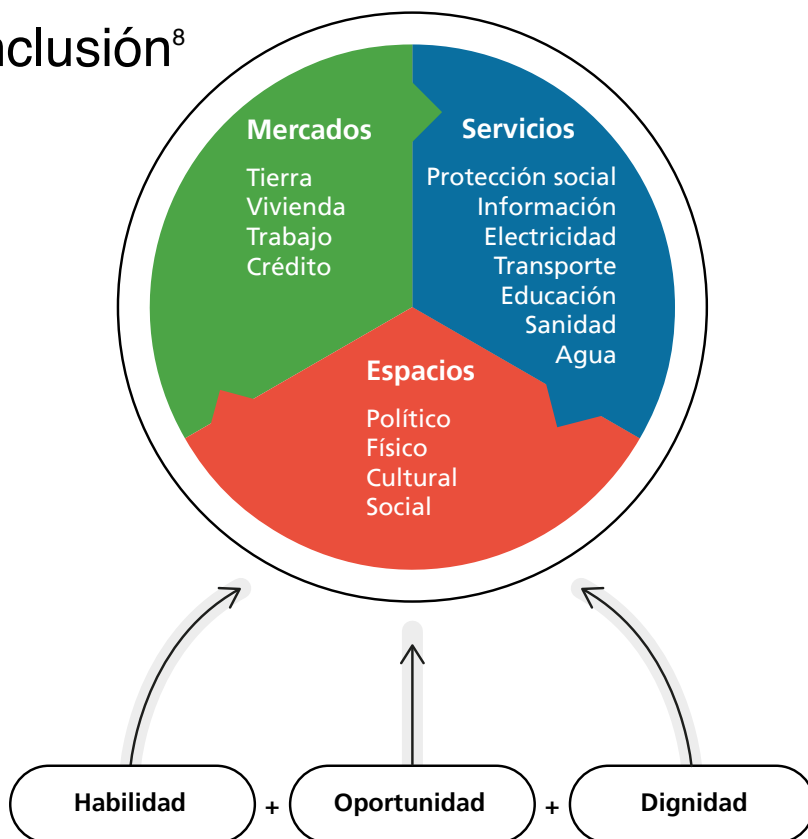 nclusión⁸
Mercados
Tierra
Vivienda
Trabajo
Crédito
Servicios
Protección social
Información
Electricidad
Transporte
Educación
Sanidad
Agua
Espacios
Político
Físico
Cultural
Social
Habilidad + Oportunidad + Dignidad